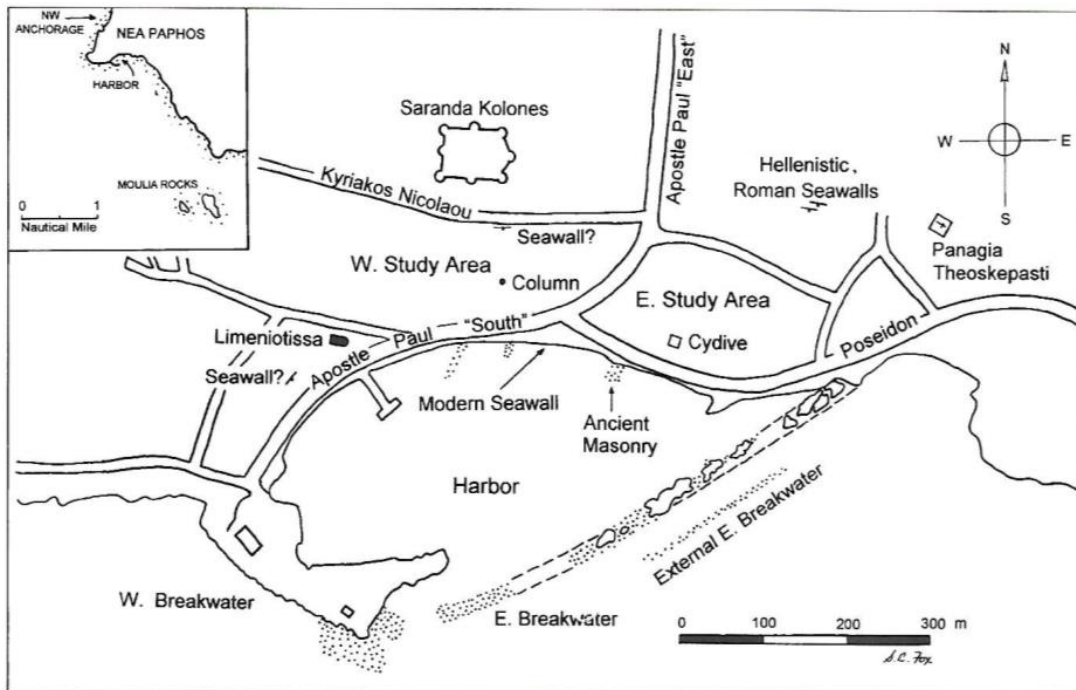 NW
ANCHORAGE
NEA PAPHOS
HARBOR
MOULIA ROCKS
0 1
Nautical Mile
Saranda Kolones
Kyriakos Nicolaou
Apostle Paul "East"
N
W E
S
Hellenistic,
Roman Seawalls
Panagia
Theoskepasti
Seawall?
W. Study Area
Column
E. Study Area
Cydive
Poseidon
Limeniotissa
Apostle Paul "South"
Seawall?
Modern Seawall
Ancient
Masonry
Harbor
External E. Breakwater
W. Breakwater
E. Breakwater
0 100 200 300 m
S.C. Fox